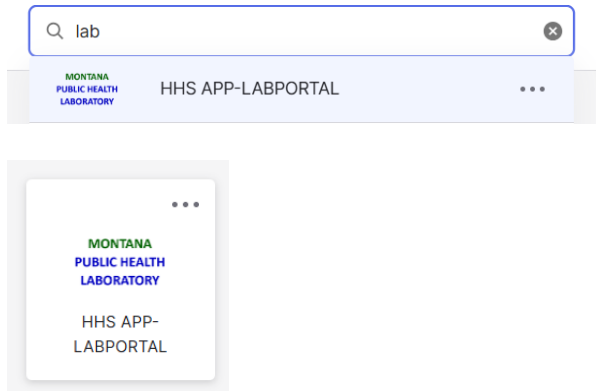 lab
MONTANA
PUBLIC HEALTH
LABORATORY
HHS APP-LABPORTAL
MONTANA
PUBLIC HEALTH
LABORATORY
HHS APP-
LABPORTAL